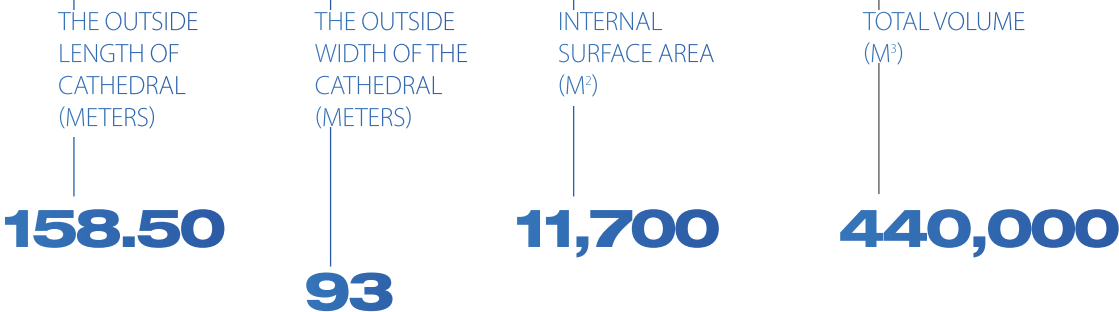 THE OUTSIDE
LENGTH OF
CATHEDRAL
(METERS)
158.50
THE OUTSIDE
WIDTH OF THE
CATHEDRAL
(METERS)
93
INTERNAL
SURFACE AREA
(M²)
11,700
TOTAL VOLUME
(M³)
440,000